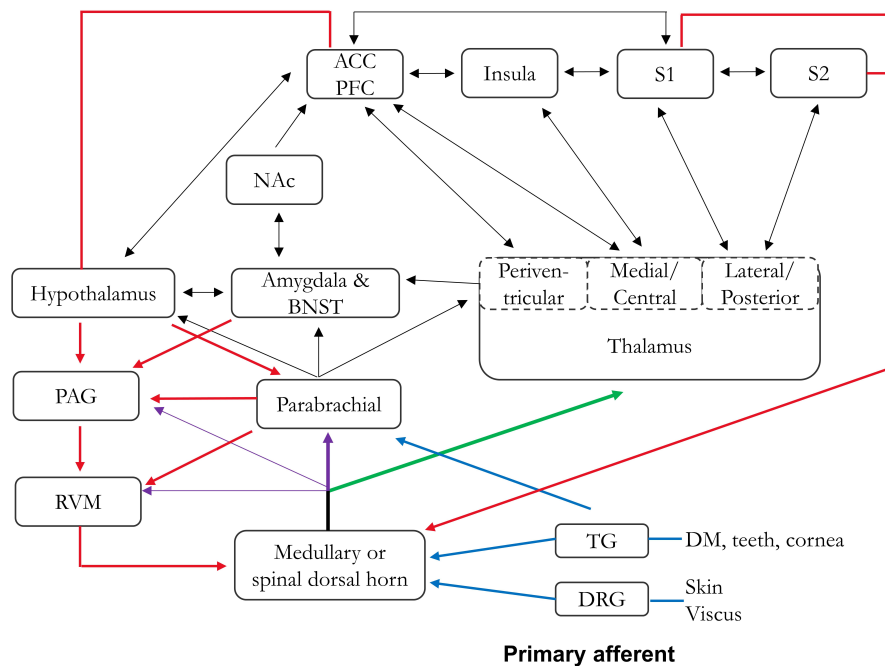 ACC
PFC
Insula
S1
S2
NAc
Hypothalamus
Amygdala &
BNST
Periven-
tricular
Medial/
Central
Lateral/
Posterior
Thalamus
PAG
Parabrachial
RVM
Medullary or
spinal dorsal horn
TG
DM, teeth, cornea
DRG
Skin
Viscus
Primary afferent